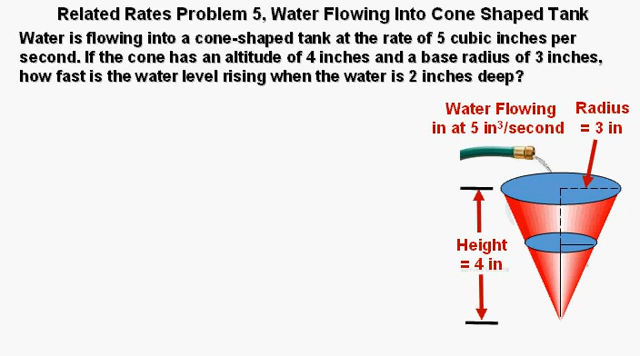 Related Rates Problem 5, Water Flowing Into Cone Shaped Tank
Water is flowing into a cone-shaped tank at the rate of 5 cubic inches per
second. If the cone has an altitude of 4 inches and a base radius of 3 inches,
how fast is the water level rising when the water is 2 inches deep?
Water Flowing
in at 5 in³/second
Radius
= 3 in
Height
= 4 in